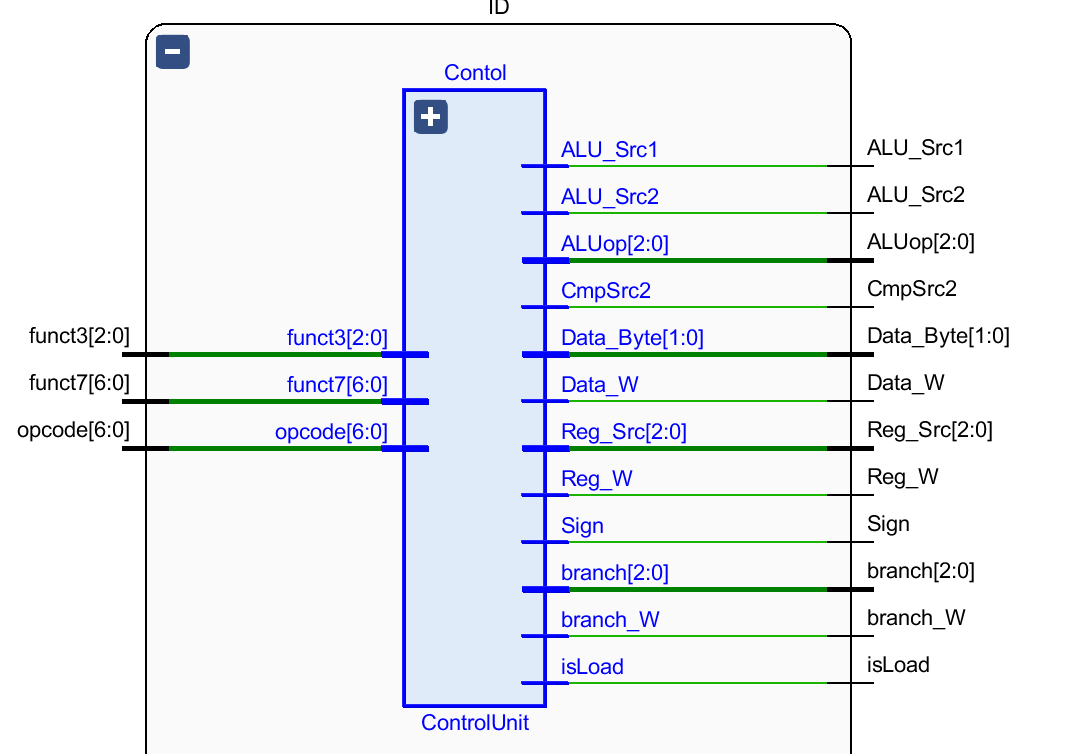 ID
Contol
ALU_Src1 ALU_Src1
ALU_Src2 ALU_Src2
ALUop[2:0] ALUop[2:0]
CmpSrc2 CmpSrc2
funct3[2:0] funct3[2:0] Data_Byte[1:0] Data_Byte[1:0]
funct7[6:0] funct7[6:0] Data_W Data_W
opcode[6:0] opcode[6:0] Reg_Src[2:0] Reg_Src[2:0]
Reg_W Reg_W
Sign Sign
branch[2:0] branch[2:0]
branch_W branch_W
isLoad isLoad
ControlUnit